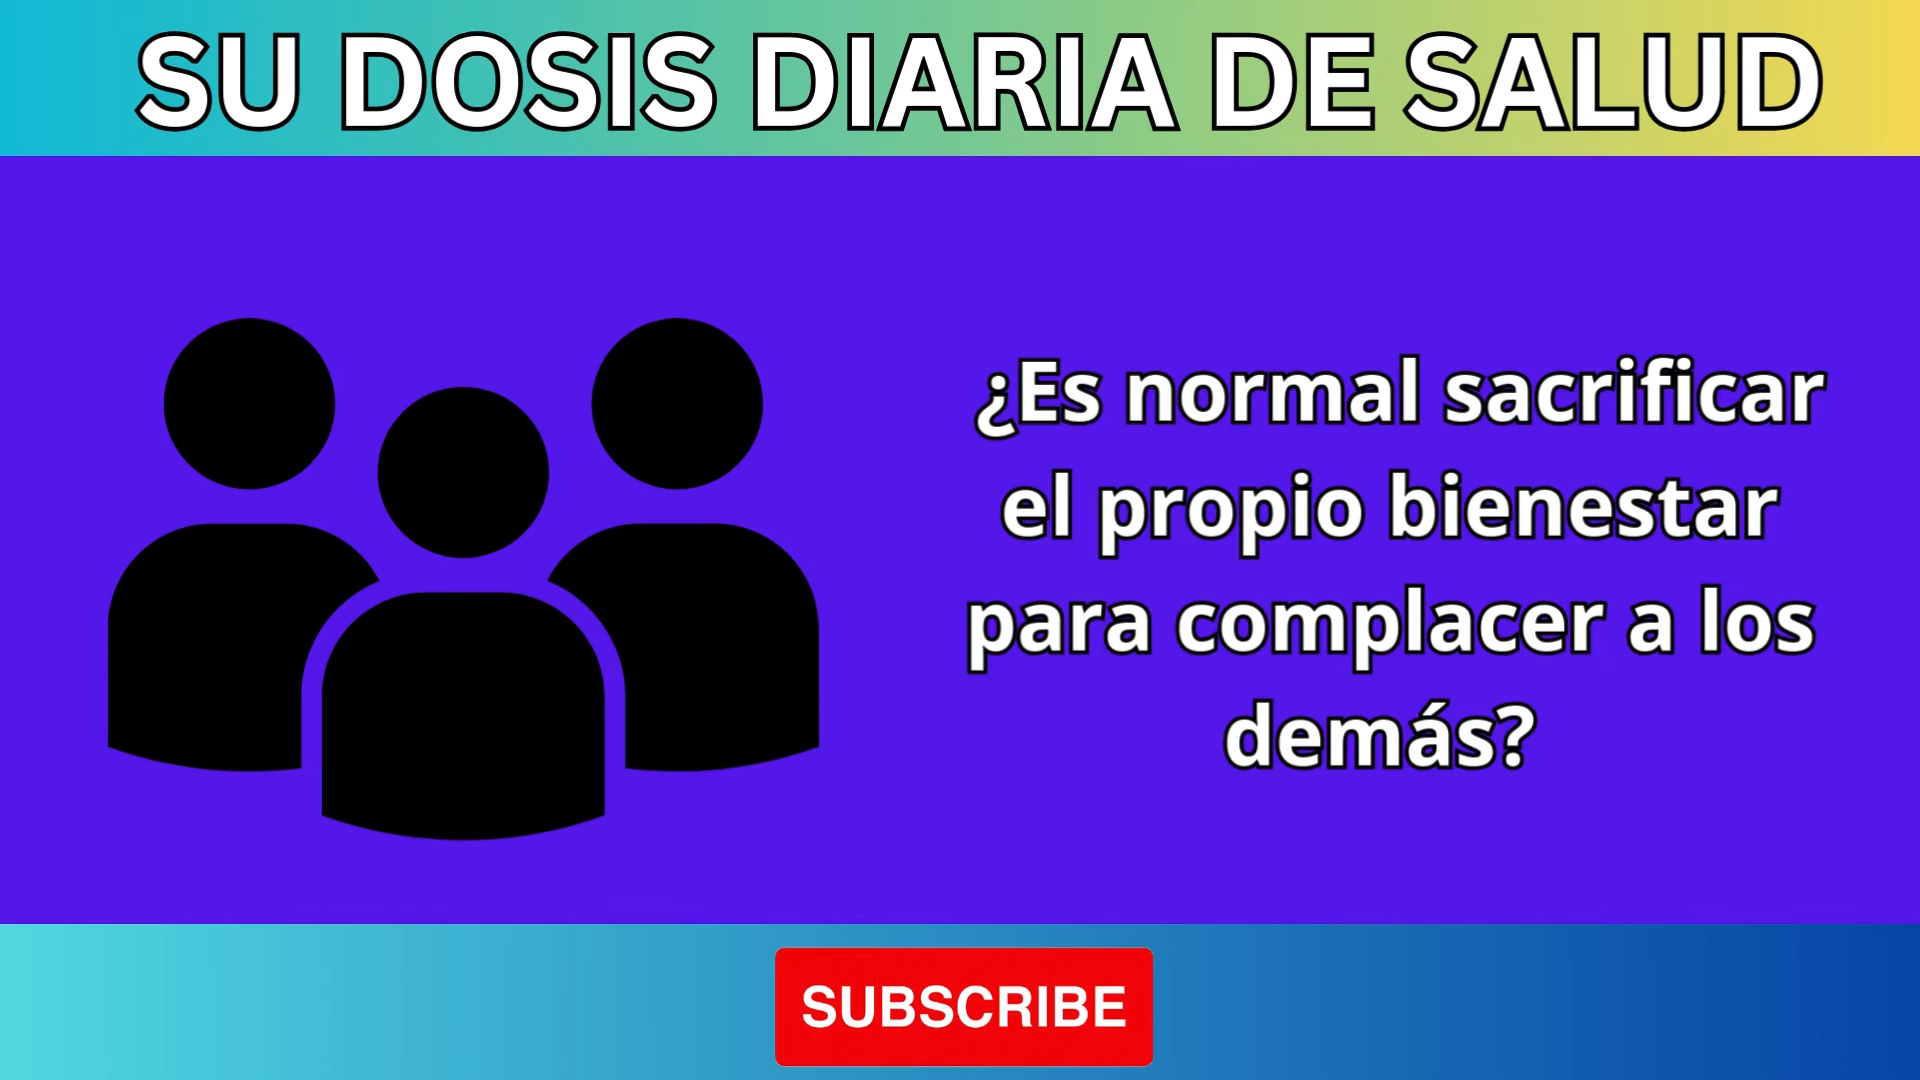 SU DOSIS DIARIA DE SALUD
¿Es normal sacrificar
el propio bienestar
para complacer a los
demás?
SUBSCRIBE